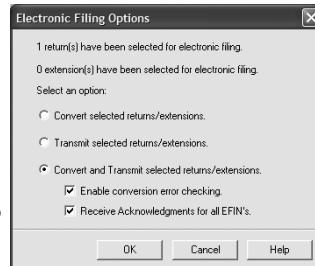 Electronic Filing Options
1 return(s) have been selected for electronic filing.
0 extension(s) have been selected for electronic filing.
Select an option:
Convert selected returns/extensions.
Transmit selected returns/extensions.
Convert and Transmit selected returns/extensions.
Enable conversion error checking.
Receive Acknowledgments for all EFIN's.
OK Cancel Help